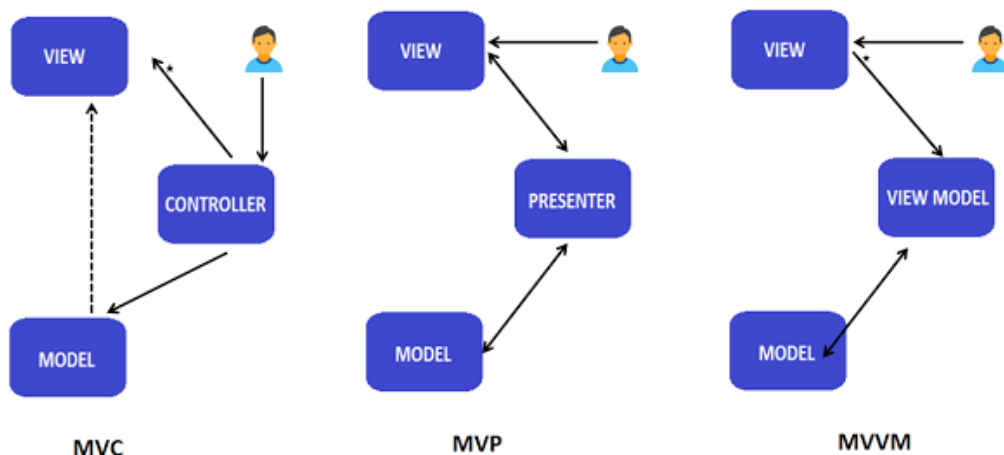 VIEW
*
CONTROLLER
MODEL
MVC
VIEW
PRESENTER
MODEL
MVP
VIEW
*
VIEW MODEL
MODEL
MVVM